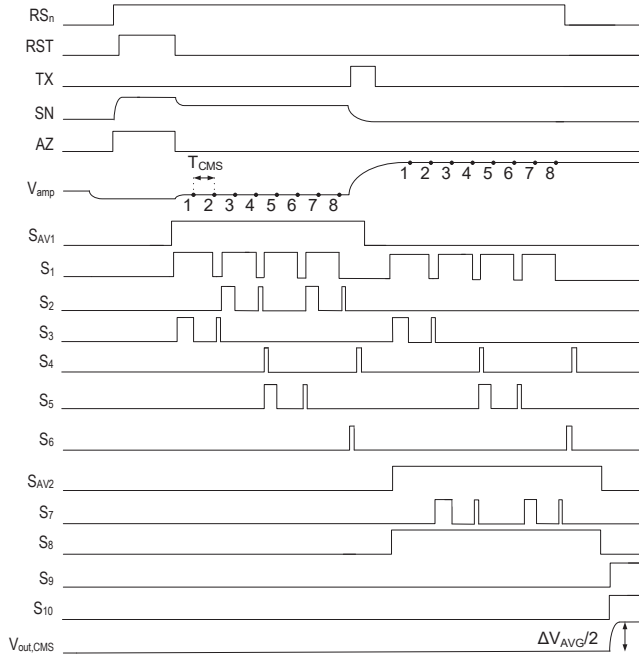 RSn
RST
TX
SN
AZ
TCMS
Vamp
1 2 3 4 5 6 7 8
1 2 3 4 5 6 7 8
SAV1
S1
S2
S3
S4
S5
S6
SAV2
S7
S8
S9
S10
Vout,CMS
ΔVAVG/2